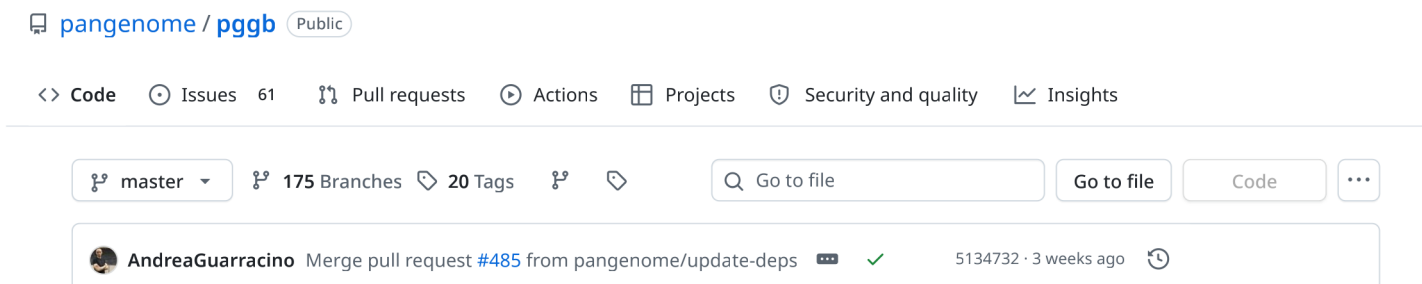 pangenome / pggb Public
Code Issues 61 Pull requests Actions Projects Security and quality Insights
master 175 Branches 20 Tags Go to file Go to file Code
AndreaGuarracino Merge pull request #485 from pangenome/update-deps 5134732 · 3 weeks ago